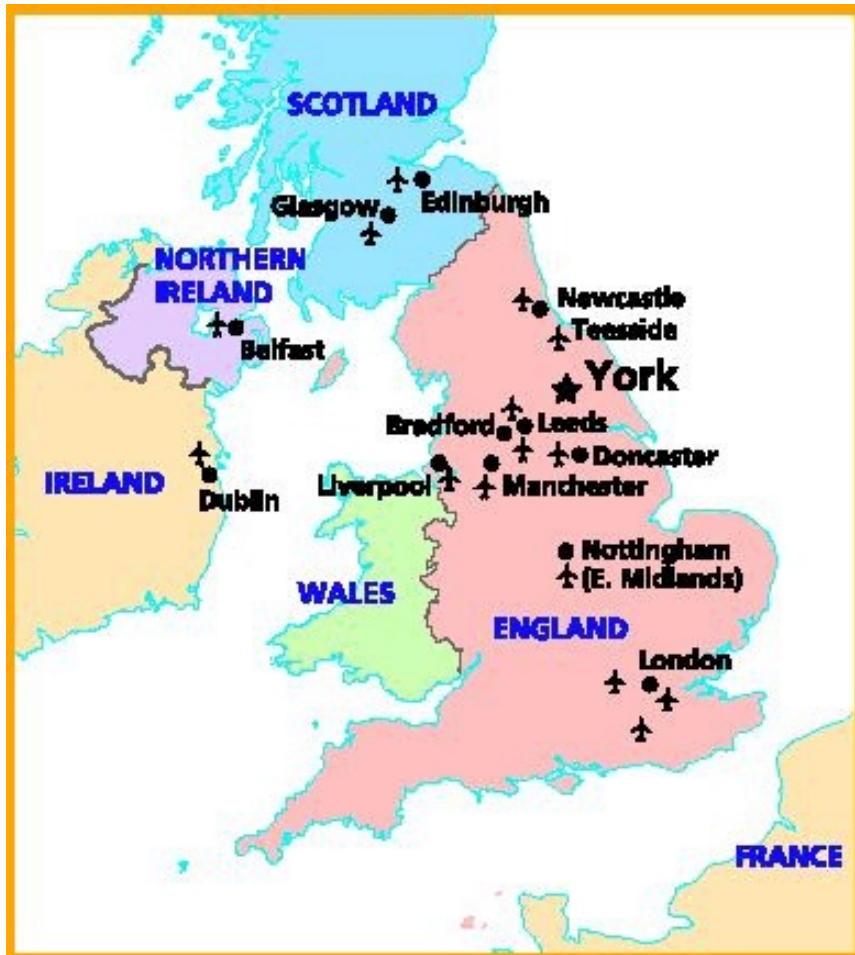 SCOTLAND
Edinburgh
Glasgow
NORTHERN
IRELAND
Belfast
Newcastle
Teesside
York
Bradford
Leeds
Doncaster
Liverpool
Manchester
IRELAND
Dublin
Nottingham
(E. Midlands)
WALES
ENGLAND
London
FRANCE